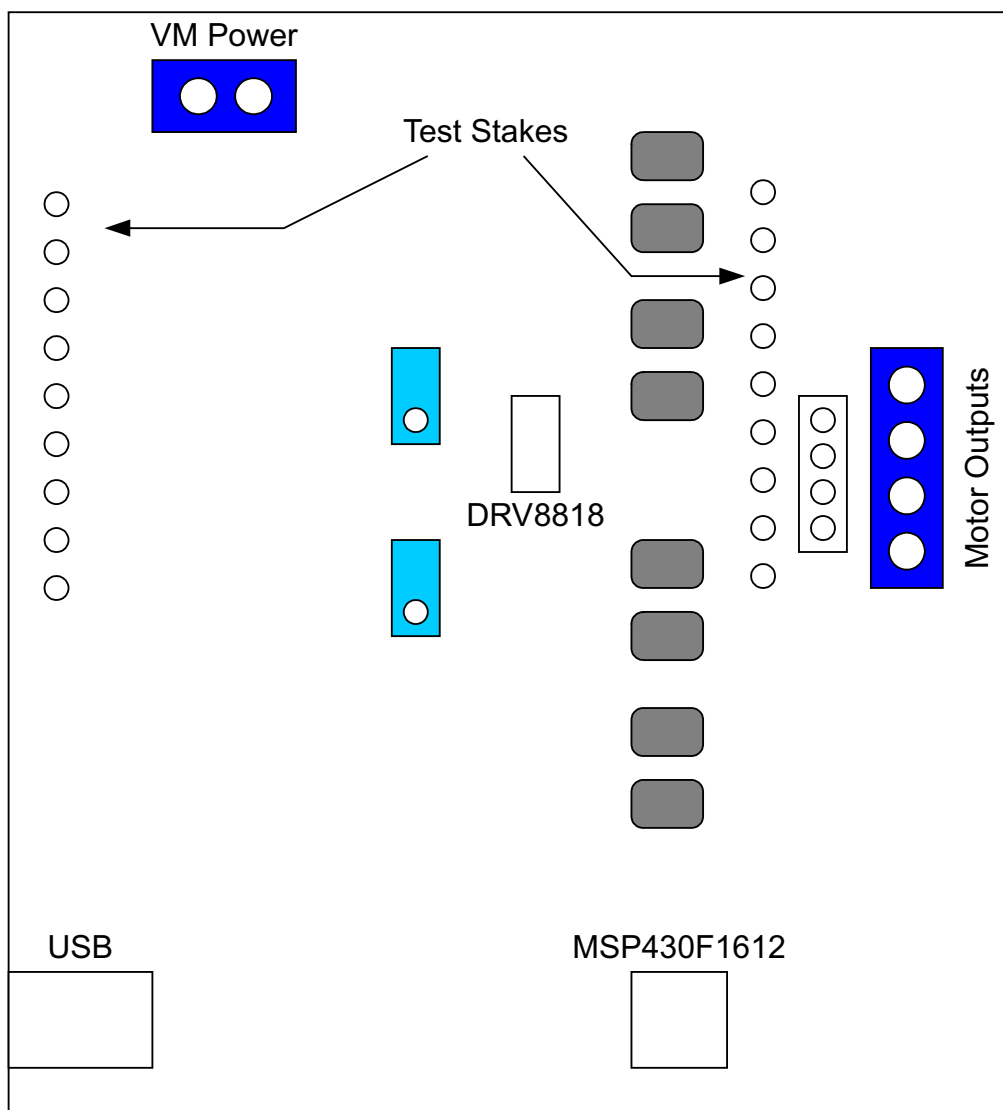 VM Power
Test Stakes
Motor Outputs
DRV8818
USB
MSP430F1612